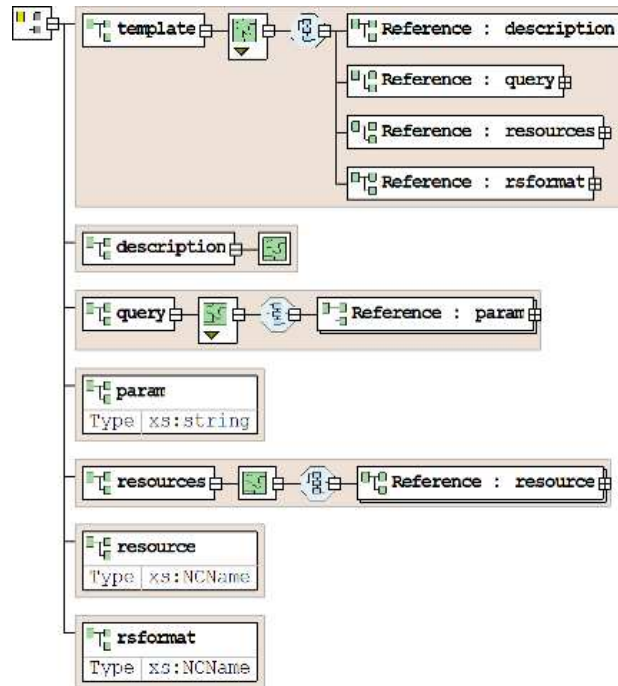 template
Reference : description
Reference : query
Reference : resources
Reference : rsformat
description
query
Reference : param
param
Type xs:string
resources
Reference : resource
resource
Type xs:NCName
rsformat
Type xs:NCName